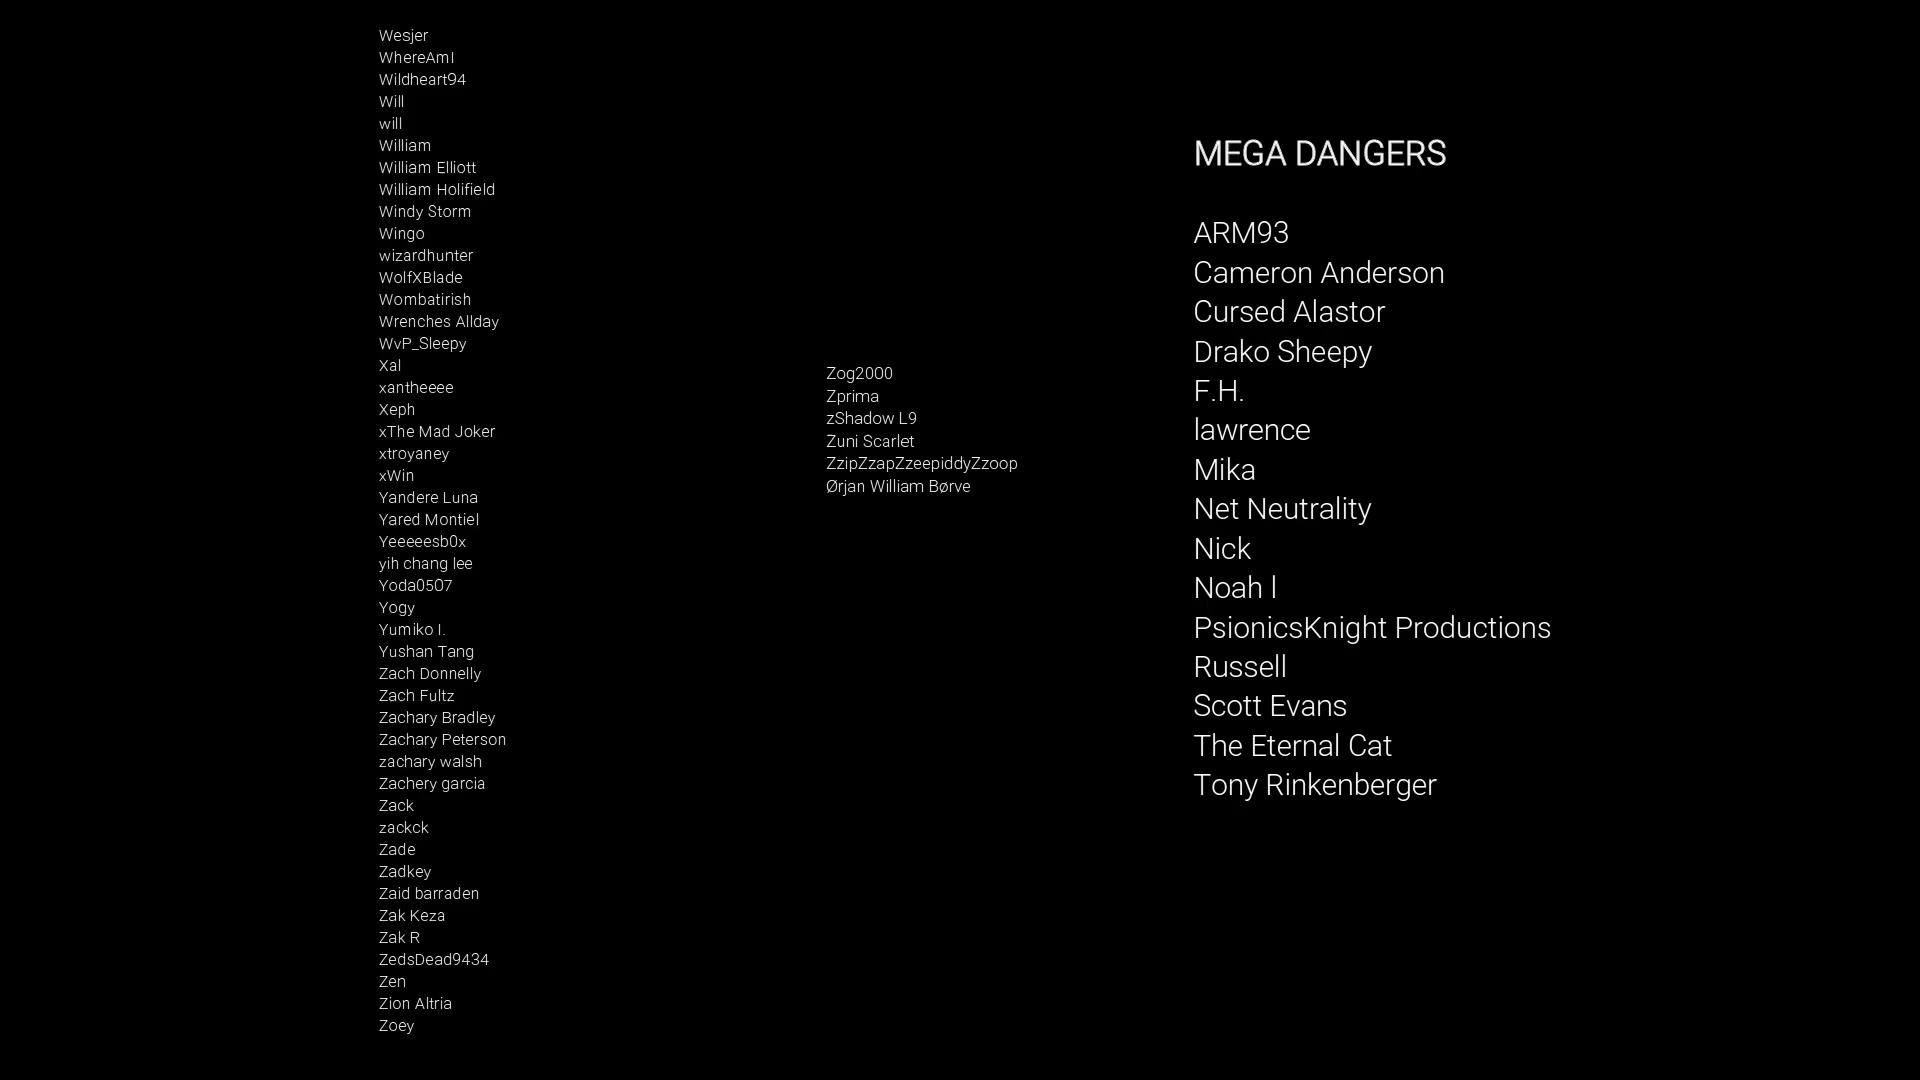 Wesjer
WhereAmI
Wildheart94
Will
will
William
William Elliott
William Holifield
Windy Storm
Wingo
wizardhunter
WolfXBlade
Wombatirish
Wrenches Allday
WvP_Sleepy
Xal
xantheeee
Xeph
xThe Mad Joker
xtroyaney
xWin
Yandere Luna
Yared Montiel
Yeeeeesb0x
yih chang lee
Yoda0507
Yogy
Yumiko I.
Yushan Tang
Zach Donnelly
Zach Fultz
Zachary Bradley
Zachary Peterson
zachary walsh
Zachery garcia
Zack
zackck
Zade
Zadkey
Zaid barraden
Zak Keza
Zak R
ZedsDead9434
Zen
Zion Altria
Zoey
Zog2000
Zprima
zShadow L9
Zuni Scarlet
ZzipZzapZzeepiddyZzoop
Ørjan William Børve
MEGA DANGERS
ARM93
Cameron Anderson
Cursed Alastor
Drako Sheepy
F.H.
lawrence
Mika
Net Neutrality
Nick
Noah l
PsionicsKnight Productions
Russell
Scott Evans
The Eternal Cat
Tony Rinkenberger